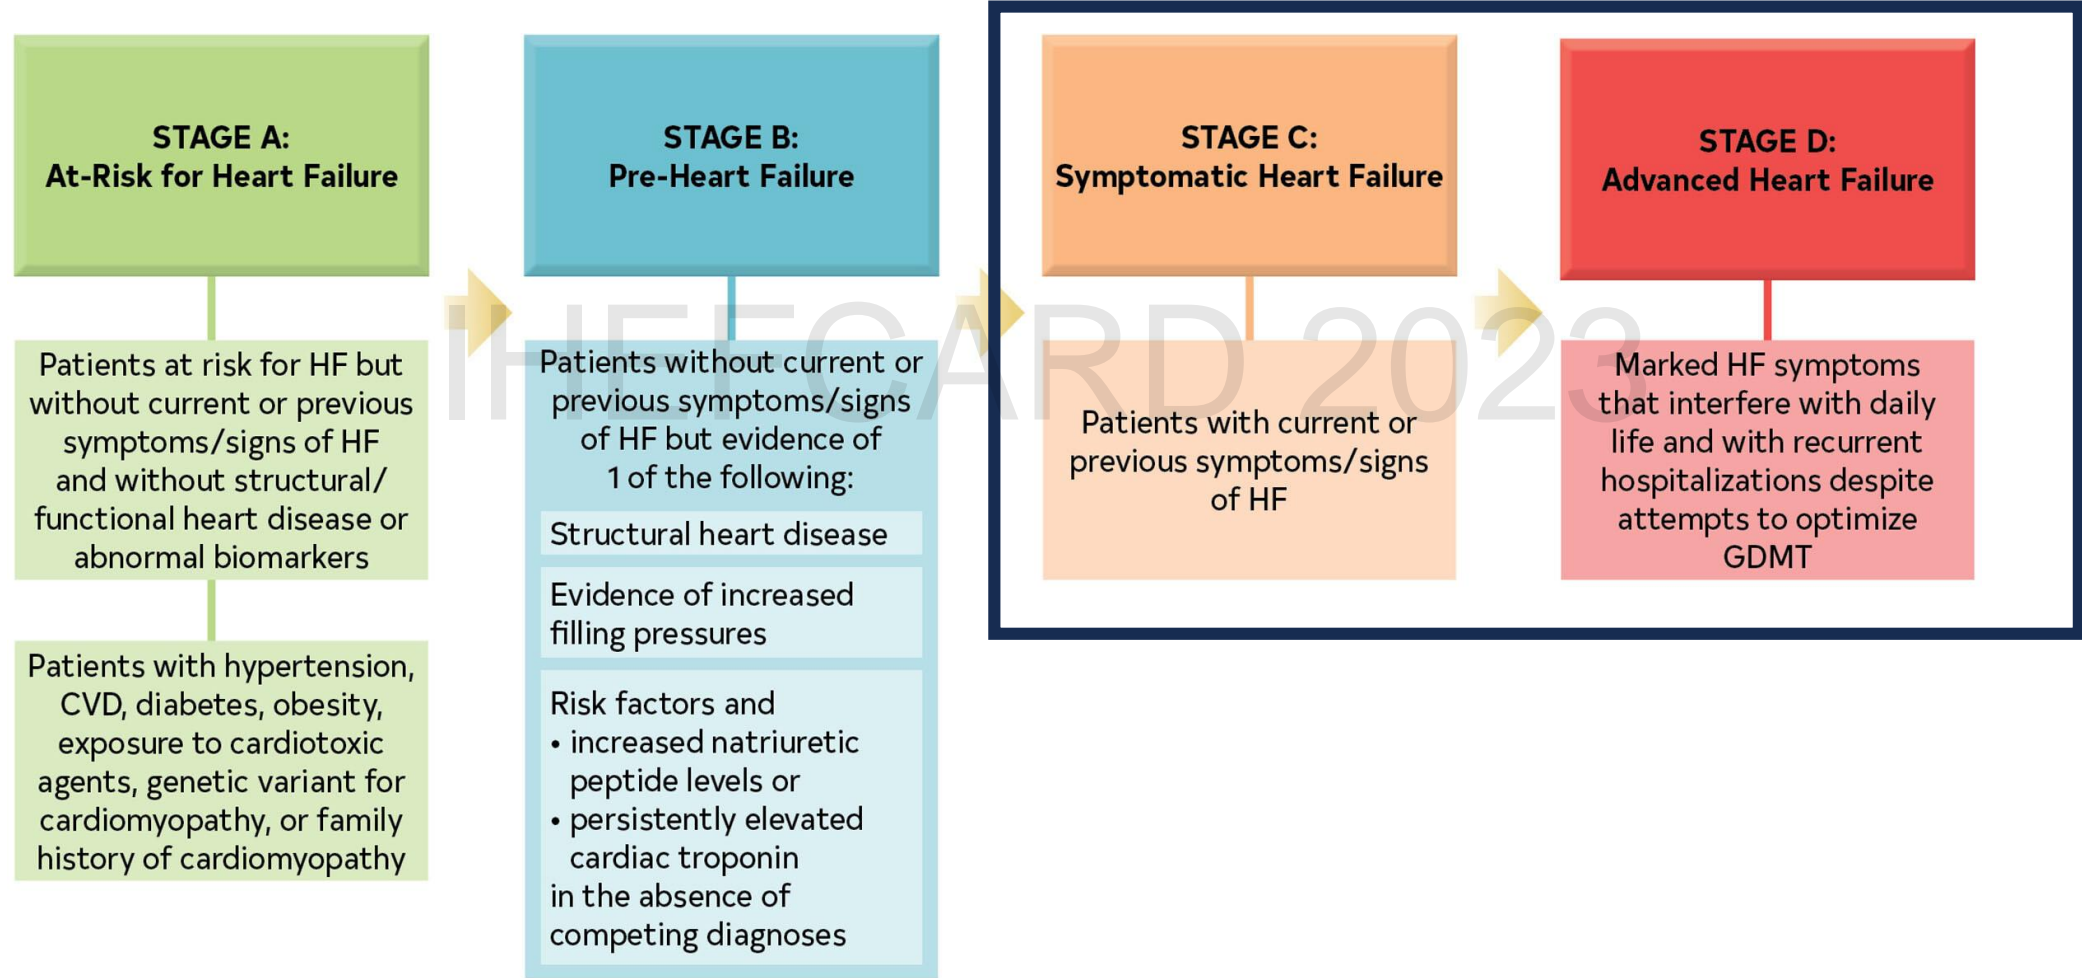 STAGE A:
At-Risk for Heart Failure
Patients at risk for HF but
without current or previous
symptoms/signs of HF
and without structural/
functional heart disease or
abnormal biomarkers
Patients with hypertension,
CVD, diabetes, obesity,
exposure to cardiotoxic
agents, genetic variant for
cardiomyopathy, or family
history of cardiomyopathy
STAGE B:
Pre-Heart Failure
Patients without current or
previous symptoms/signs
of HF but evidence of
1 of the following:
Structural heart disease
Evidence of increased
filling pressures
Risk factors and
• increased natriuretic
peptide levels or
• persistently elevated
cardiac troponin
in the absence of
competing diagnoses
STAGE C:
Symptomatic Heart Failure
Patients with current or
previous symptoms/signs
of HF
STAGE D:
Advanced Heart Failure
Marked HF symptoms
that interfere with daily
life and with recurrent
hospitalizations despite
attempts to optimize
GDMT
IHEFCARD 2023